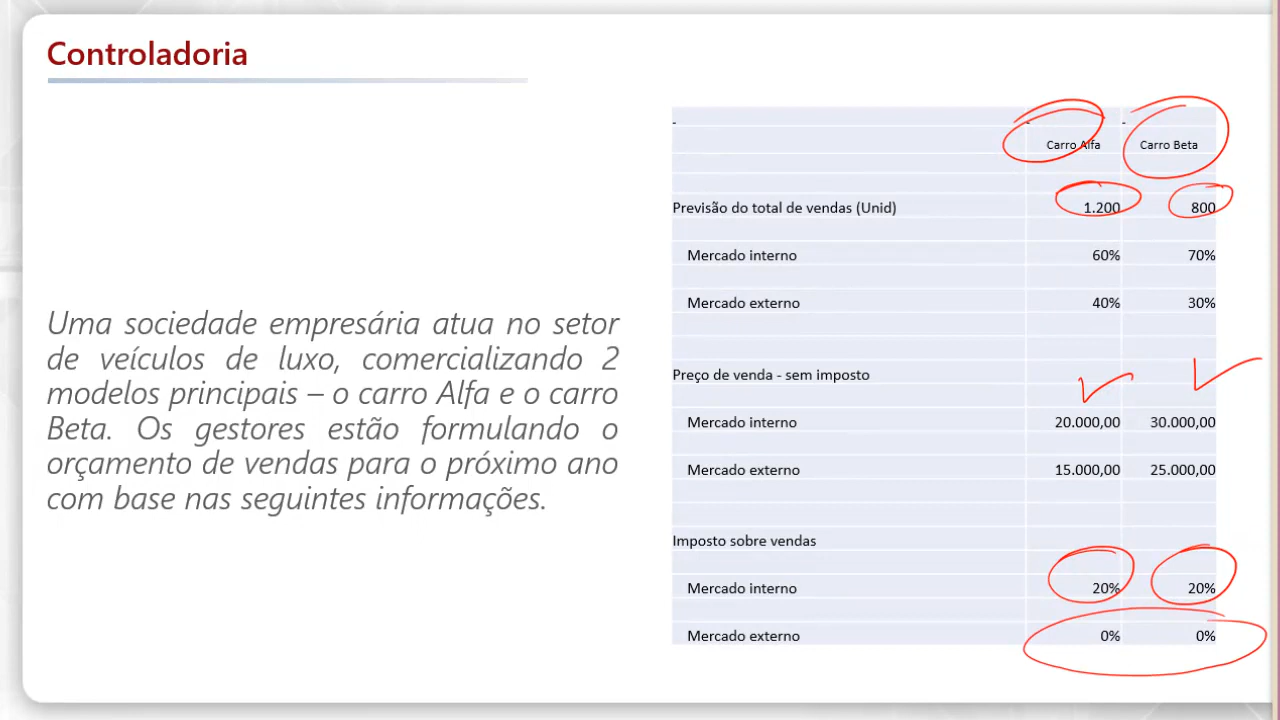 Controladoria
Uma sociedade empresária atua no setor
de veículos de luxo, comercializando 2
modelos principais – o carro Alfa e o carro
Beta. Os gestores estão formulando o
orçamento de vendas para o próximo ano
com base nas seguintes informações.
- - -
Carro Alfa Carro Beta
Previsão do total de vendas (Unid) 1.200 800
Mercado interno 60% 70%
Mercado externo 40% 30%
Preço de venda - sem imposto
Mercado interno 20.000,00 30.000,00
Mercado externo 15.000,00 25.000,00
Imposto sobre vendas
Mercado interno 20% 20%
Mercado externo 0% 0%